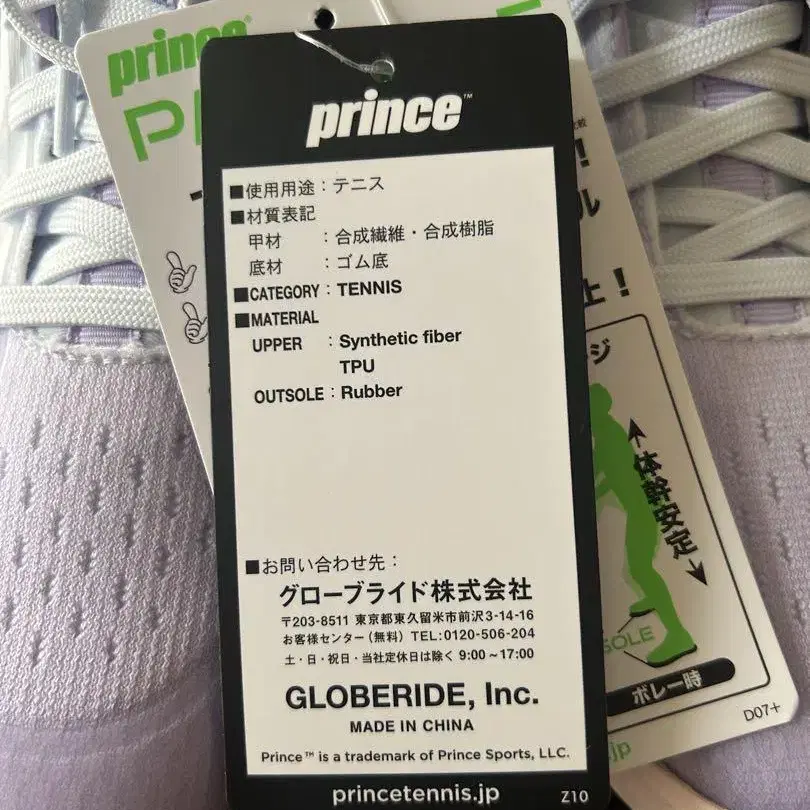 prince
prince™
■使用用途：テニス
■材質表記
甲材　：合成繊維・合成樹脂
底材　：ゴム底
■CATEGORY：TENNIS
■MATERIAL
UPPER ：Synthetic fiber
TPU
OUTSOLE：Rubber
■お問い合わせ先：
グローブライド株式会社
〒203-8511 東京都東久留米市前沢3-14-16
お客様センター（無料）TEL:0120-506-204
土・日・祝日・当社定休日は除く 9:00～17:00
GLOBERIDE, Inc.
MADE IN CHINA
Prince™ is a trademark of Prince Sports, LLC.
princetennis.jp
Z10
体幹安定
SOLE
ボレー時
D07+
.jp